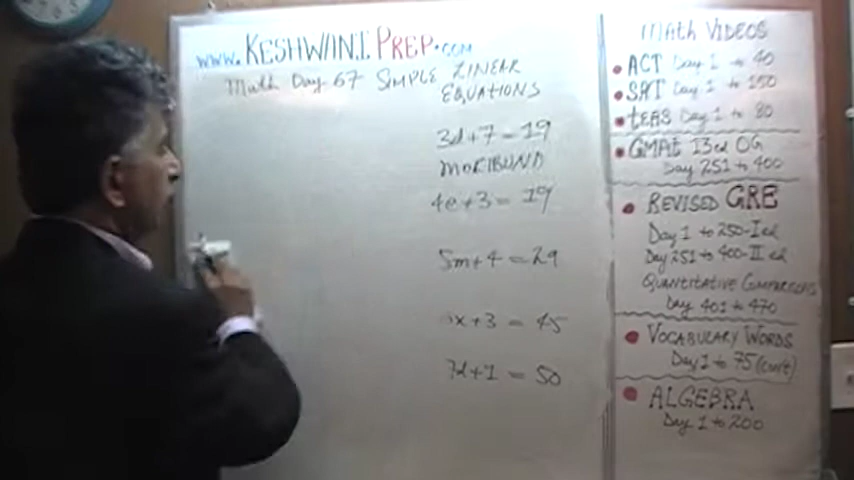 www.KESHWANI PREP.com
Math Day 67 SIMPLE LINEAR
EQUATIONS
3d+7=19
MORIBUND
4e+3=19
5m+4=29
x+3=45
7d+1=50
Math VIDEOS
ACT Day 1 to 40
SAT Day 1 to 150
tEAS Day 1 to 80
GMAT 13ed OG
Day 251 to 400
REVISED GRE
Day 1 to 250-I ed
Day 251 to 400-II ed
QUANTITATIVE COMPARISONS
Day 401 to 470
VOCABULARY WORDS
Day 1 to 75 (con't)
ALGEBRA
Day 1 to 200